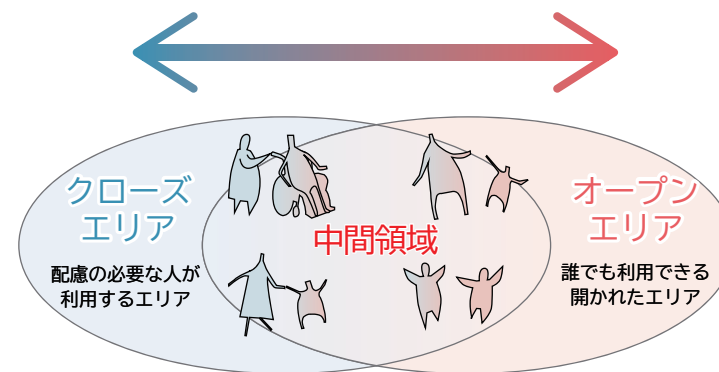 クローズ
エリア
配慮の必要な人が
利用するエリア
中間領域
オープン
エリア
誰でも利用できる
開かれたエリア